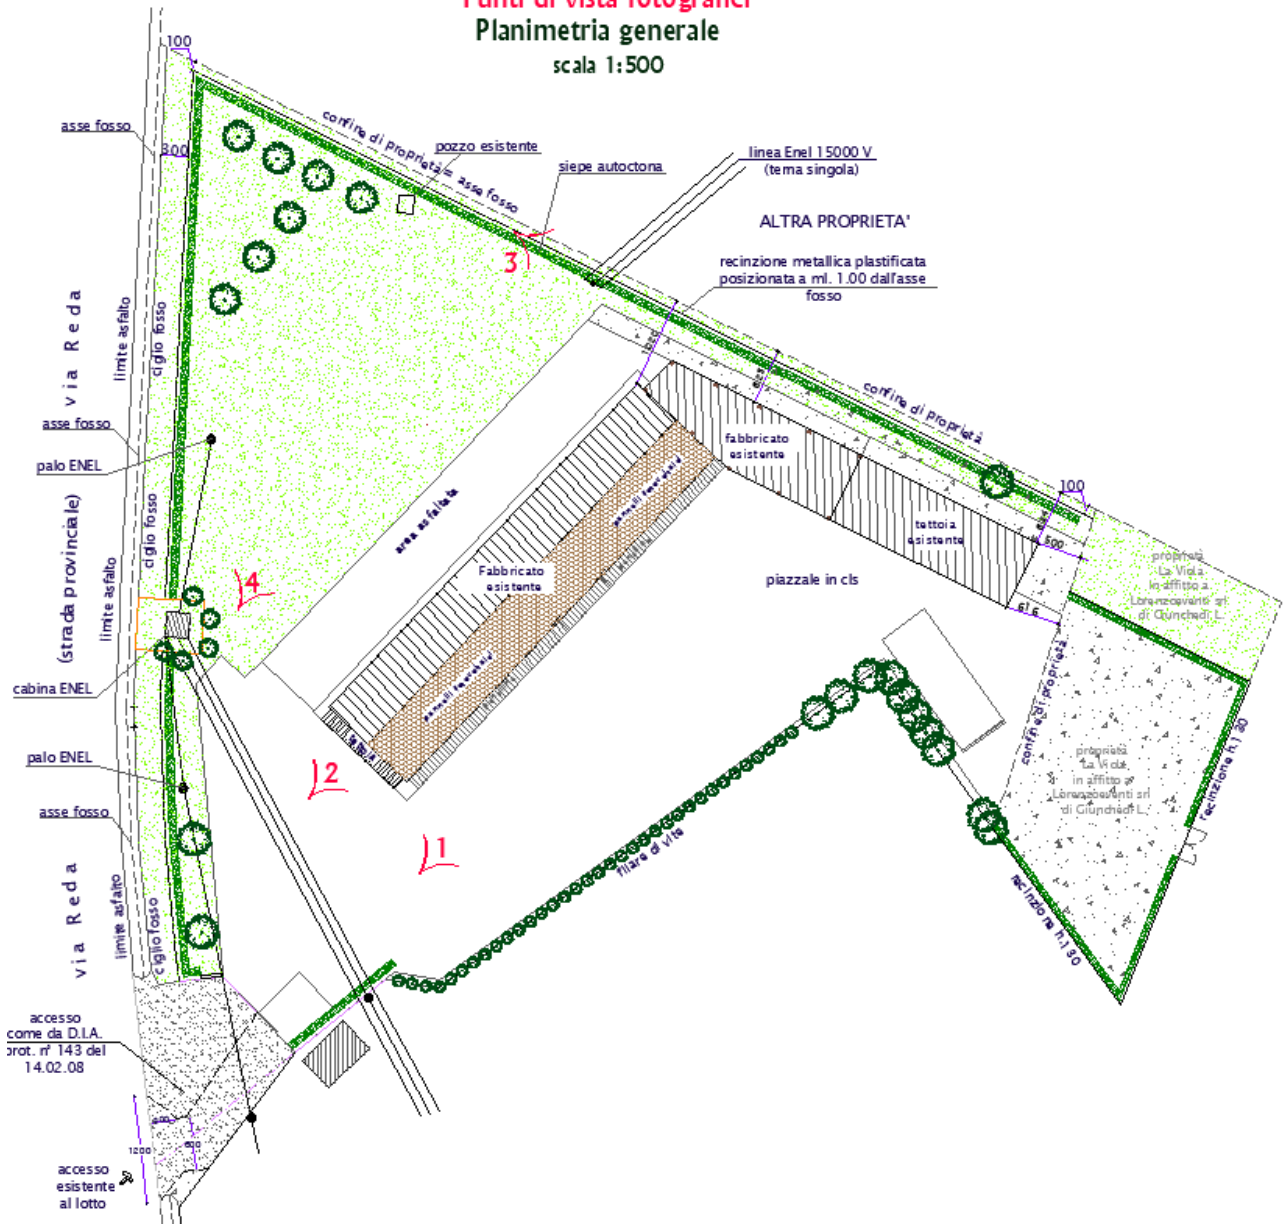 Punti di vista fotografici
Planimetria generale
scala 1:500
100
asse fosso
300
confine di proprietà = asse fosso
pozzo esistente
siepe autoctona
linea Enel 15000 V
(terna singola)
ALTRA PROPRIETA'
recinzione metallica plastificata
posizionata a ml. 1.00 dall'asse
fosso
3
via Reda
limite asfalto
ciglio fosso
asse fosso
palo ENEL
confine di proprietà
fabbricato
esistente
tettoia
esistente
100
500
area asfaltata
Fabbricato
esistente
piazzale in cls
proprietà
La Viola
in affitto a
Lorenzoeventi srl
di Giunchedi L.
616
(strada provinciale)
ciglio fosso
limite asfalto
4
cabina ENEL
confine di proprietà
proprietà
La Viola
in affitto a
Lorenzoeventi srl
di Giunchedi L.
recinzione h.130
palo ENEL
2
asse fosso
1
filare di vite
recinzione h.130
via Reda
limite asfalto
ciglio fosso
accesso
come da D.I.A.
prot. n° 143 del
14.02.08
1200
600
accesso
esistente
al lotto